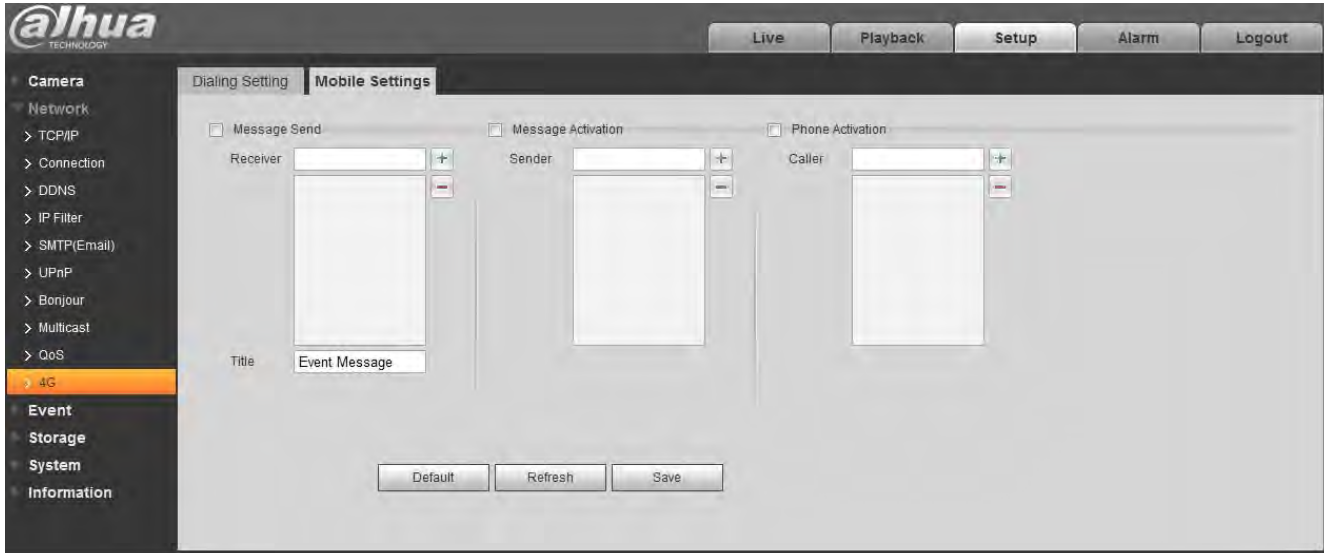 alhua
TECHNOLOGY
Live Playback Setup Alarm Logout
Camera
Network
TCP/IP
Connection
DDNS
IP Filter
SMTP(Email)
UPnP
Bonjour
Multicast
QoS
4G
Event
Storage
System
Information
Dialing Setting Mobile Settings
Message Send Message Activation Phone Activation
Receiver Sender Caller
Title Event Message
Default Refresh Save